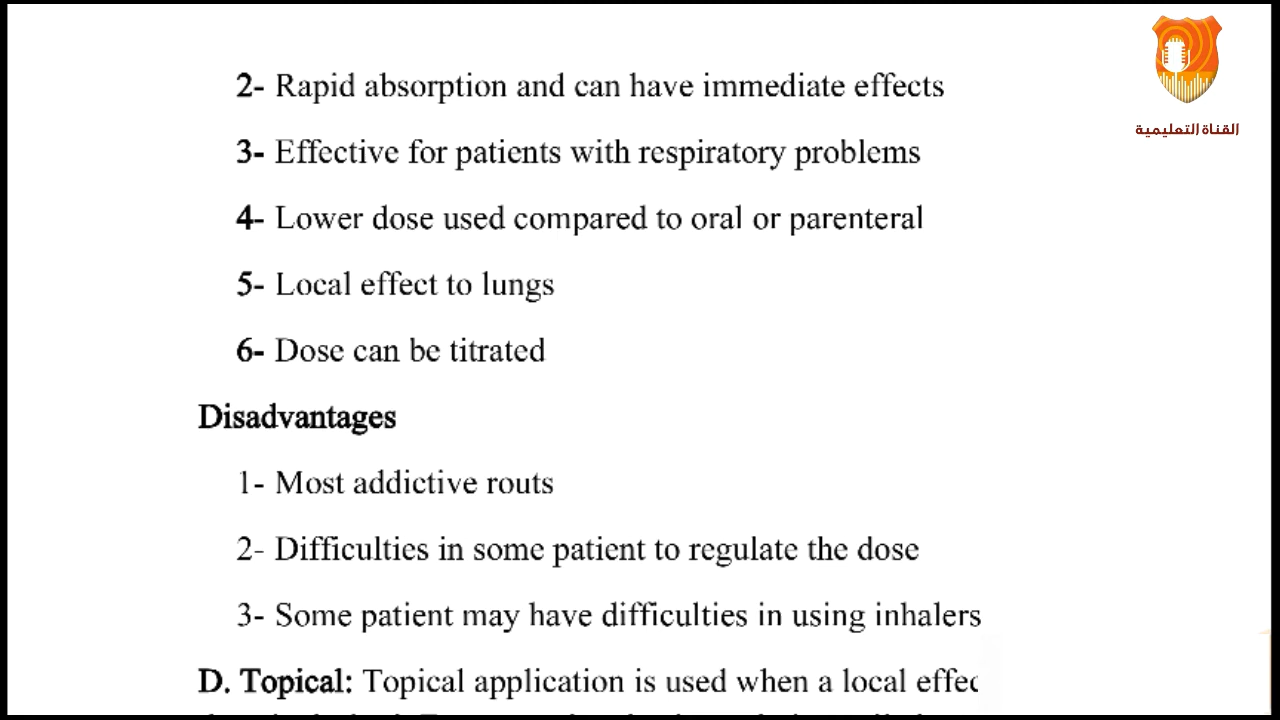 القناة التعليمية
2- Rapid absorption and can have immediate effects
3- Effective for patients with respiratory problems
4- Lower dose used compared to oral or parenteral
5- Local effect to lungs
6- Dose can be titrated
Disadvantages
1- Most addictive routs
2- Difficulties in some patient to regulate the dose
3- Some patient may have difficulties in using inhalers
D. Topical: Topical application is used when a local effec